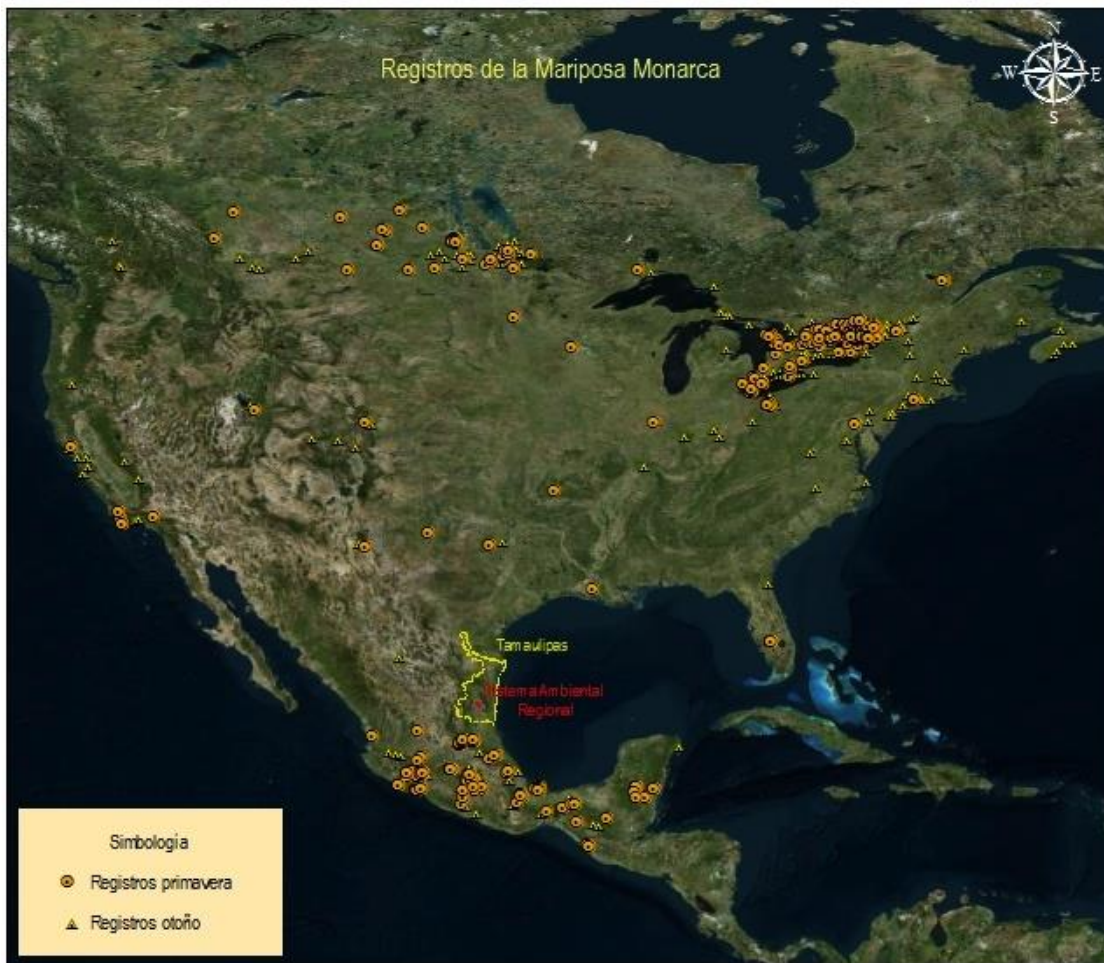 Registros de la Mariposa Monarca
N
W E
S
Tamaulipas
Sistema Ambiental
Regional
Simbología
Registros primavera
Registros otoño